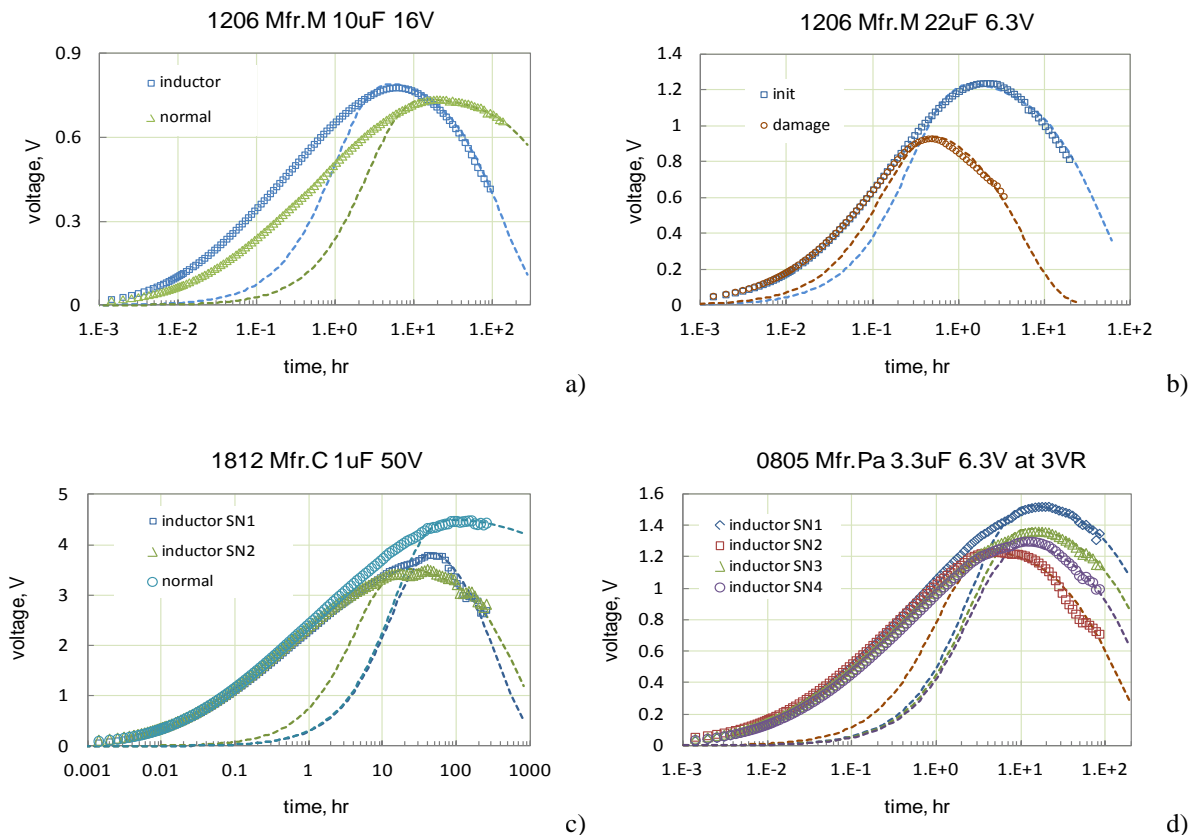 1206 Mfr.M 10uF 16V
0.9
0.6
0.3
0
voltage, V
inductor
normal
1.E-3 1.E-2 1.E-1 1.E+0 1.E+1 1.E+2
time, hr
a)
1206 Mfr.M 22uF 6.3V
1.4
1.2
1
0.8
0.6
0.4
0.2
0
voltage, V
init
damage
1.E-3 1.E-2 1.E-1 1.E+0 1.E+1 1.E+2
time, hr
b)
1812 Mfr.C 1uF 50V
5
4
3
2
1
0
voltage, V
inductor SN1
inductor SN2
normal
0.001 0.01 0.1 1 10 100 1000
time, hr
c)
0805 Mfr.Pa 3.3uF 6.3V at 3VR
1.6
1.4
1.2
1
0.8
0.6
0.4
0.2
0
voltage, V
inductor SN1
inductor SN2
inductor SN3
inductor SN4
1.E-3 1.E-2 1.E-1 1.E+0 1.E+1 1.E+2
time, hr
d)